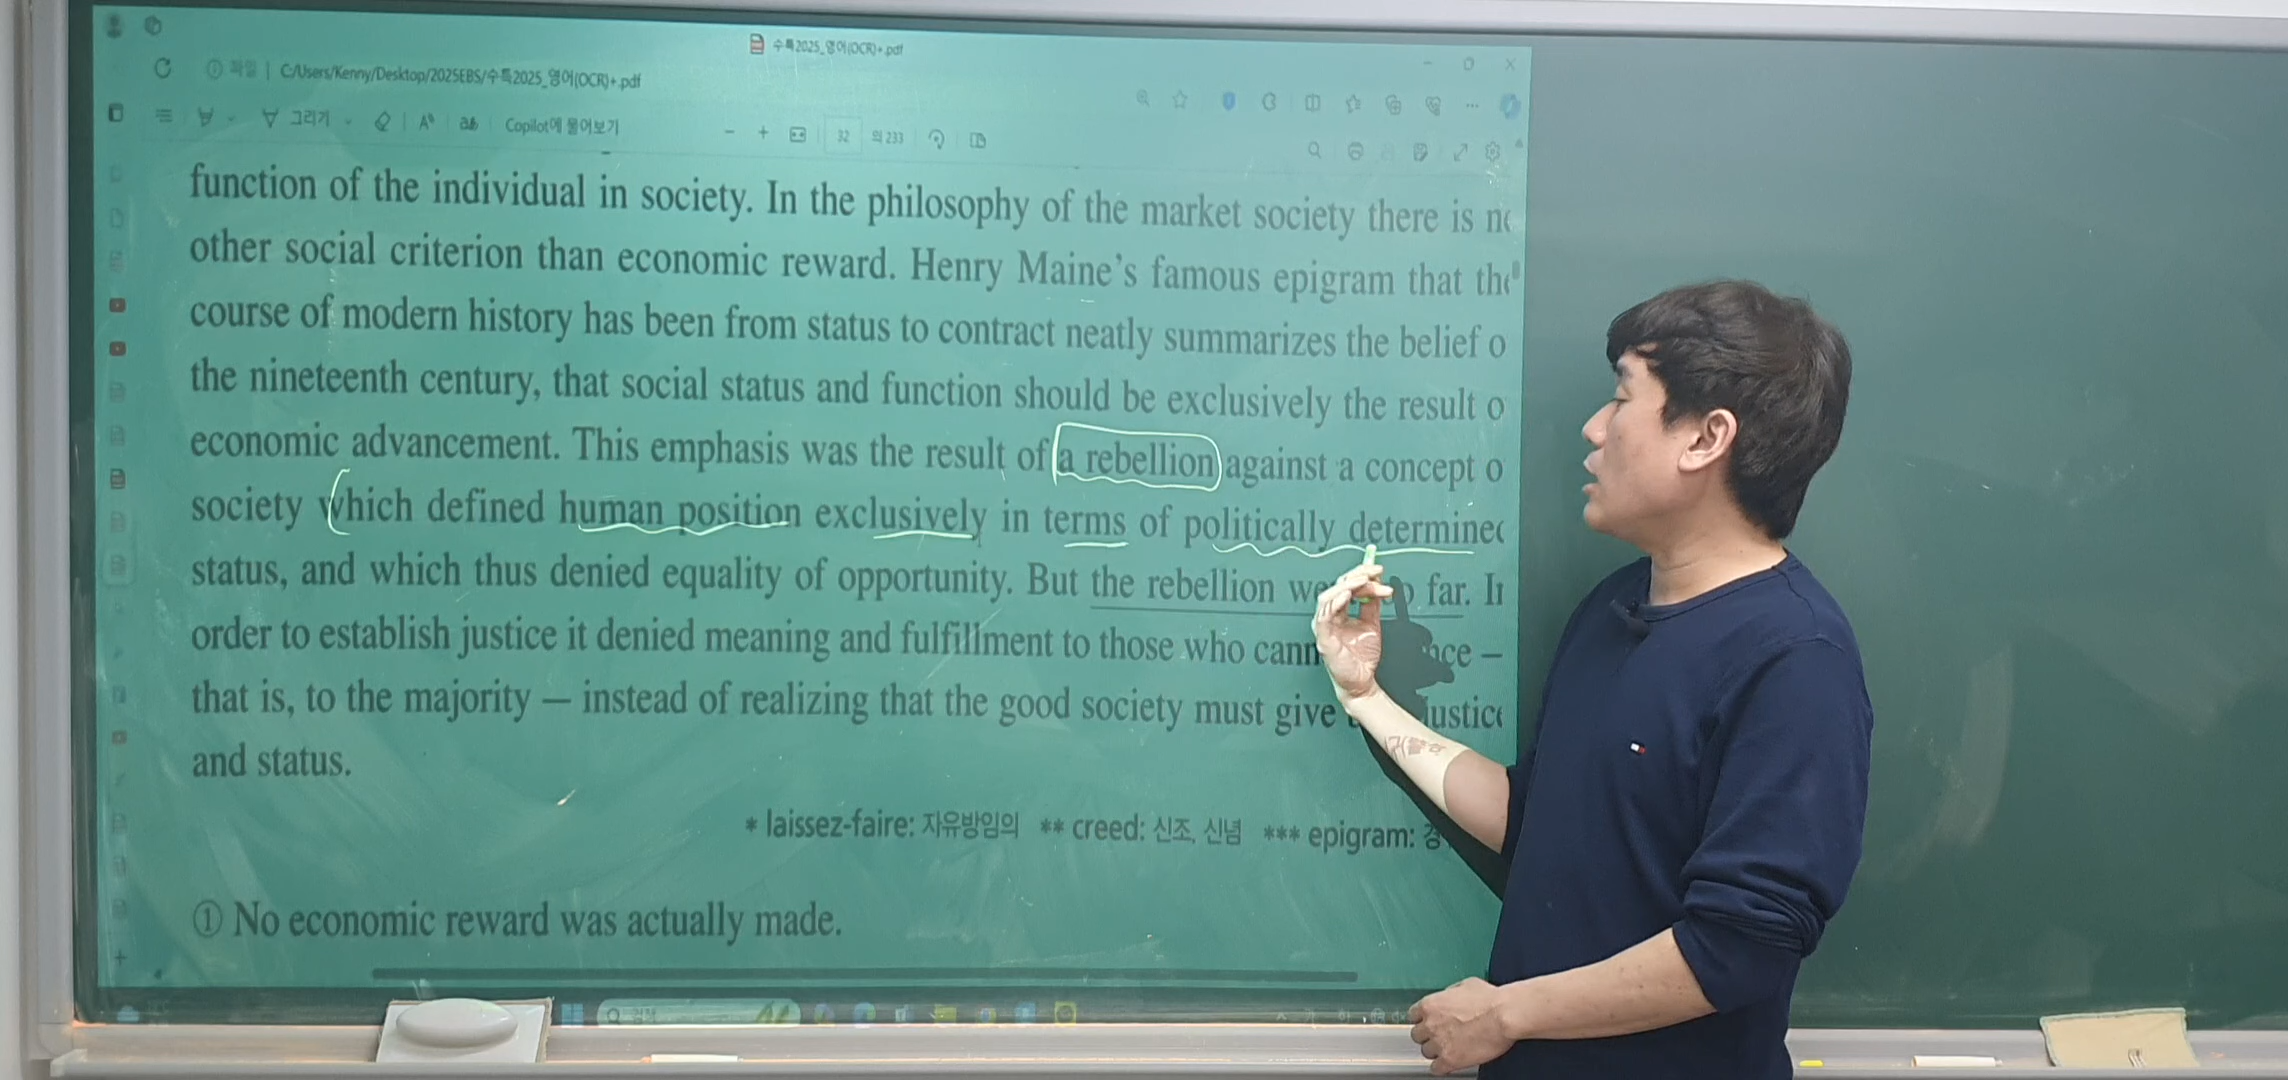 수특2025_영어(OCR)+.pdf
파일 | C:/Users/Kenny/Desktop/2025EBS/수특2025_영어(OCR)+.pdf
그리기 Copilot에 물어보기 32 의 233
function of the individual in society. In the philosophy of the market society there is
other social criterion than economic reward. Henry Maine's famous epigram that
course of modern history has been from status to contract neatly summarizes the belief
the nineteenth century, that social status and function should be exclusively the result
economic advancement. This emphasis was the result of a rebellion against a concept
society which defined human position exclusively in terms of politically determined
status, and which thus denied equality of opportunity. But the rebellion far.
order to establish justice it denied meaning and fulfillment to those who
that is, to the majority — instead of realizing that the good society must give
and status.
* laissez-faire: 자유방임의 ** creed: 신조, 신념 *** epigram:
① No economic reward was actually made.